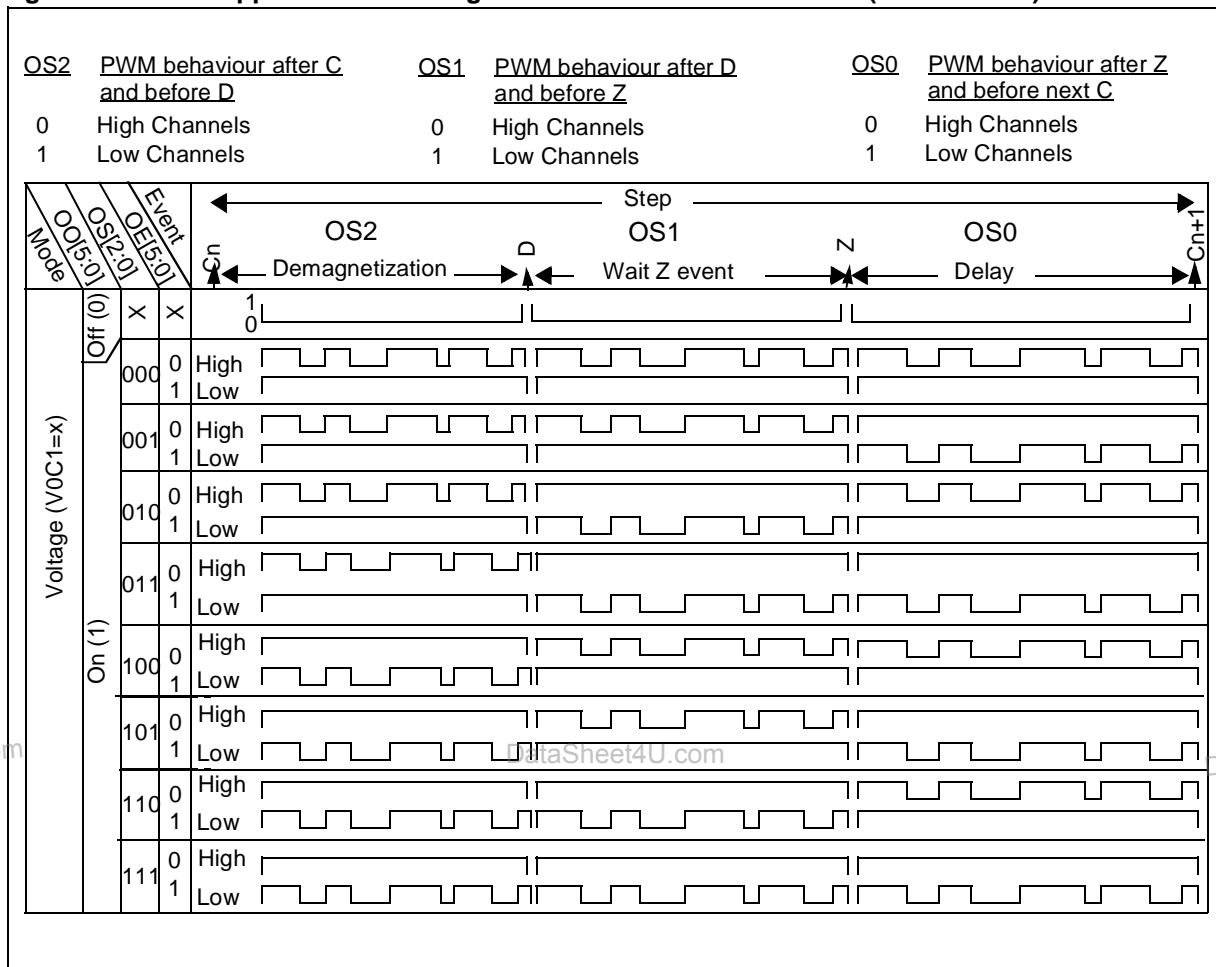 OS2 PWM behaviour after C and before D
0 High Channels
1 Low Channels
OS1 PWM behaviour after D and before Z
0 High Channels
1 Low Channels
OS0 PWM behaviour after Z and before next C
0 High Channels
1 Low Channels
Mode
OO[5:0]
OS[2:0]
OE[5:0]
Event
Step
Cn
OS2
D
OS1
Z
OS0
Cn+1
Demagnetization
Wait Z event
Delay
Voltage (V0C1=x)
Off (0)
X X
1
0
On (1)
000 0 High
1 Low
001 0 High
1 Low
010 0 High
1 Low
011 0 High
1 Low
100 0 High
1 Low
101 0 High
1 Low
110 0 High
1 Low
111 0 High
1 Low
DataSheet4U.com